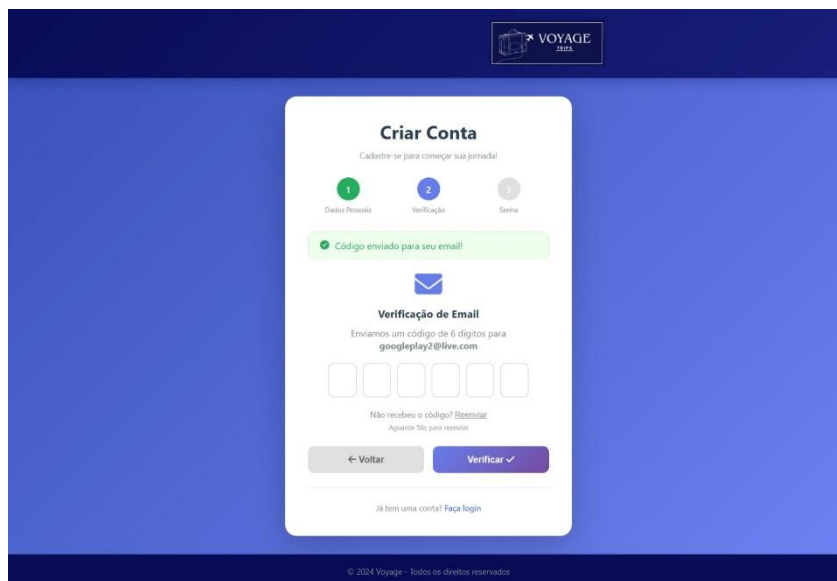 VOYAGE
TRIPS
Criar Conta
Cadastre-se para começar sua jornada!
1
2
3
Dados Pessoais
Verificação
Senha
Código enviado para seu email!
Verificação de Email
Enviamos um código de 6 dígitos para
googleplay2@live.com
Não recebeu o código? Reenviar
Aguarde 56s para reenviar
← Voltar
Verificar ✓
Já tem uma conta? Faça login
© 2024 Voyage - Todos os direitos reservados